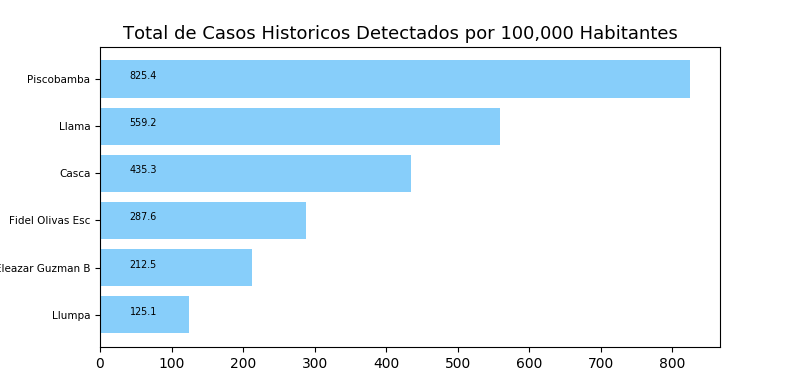 Total de Casos Historicos Detectados por 100,000 Habitantes
Piscobamba 825.4
Llama 559.2
Casca 435.3
Fidel Olivas Esc 287.6
Guzman B 212.5
Llumpa 125.1
0 100 200 300 400 500 600 700 800